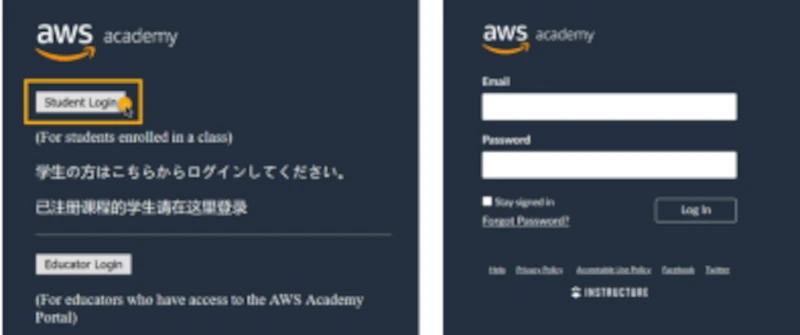 aws academy
Student Login
(For students enrolled in a class)
学生の方はこちらからログインしてください。
已注册课程的学生请在这里登录
Educator Login
(For educators who have access to the AWS Academy
Portal)
aws academy
Email
Password
Stay signed in
Forgot Password?
Log In
Help Privacy Policy Acceptable Use Policy Facebook Twitter
INSTRUCTURE